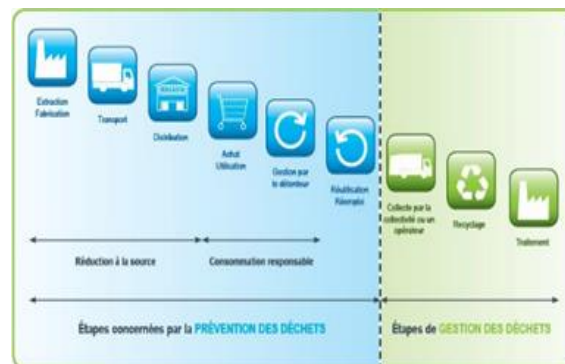 Extraction
Fabrication
Transport
Distribution
Achat
Utilisation
Gestion par
le détenteur
Réutilisation
Réemploi
Collecte par la
collectivité ou un
opérateur
Recyclage
Traitement
Réduction à la source
Consommation responsable
Étapes concernées par la PRÉVENTION DES DÉCHETS
Étapes de GESTION DES DÉCHETS